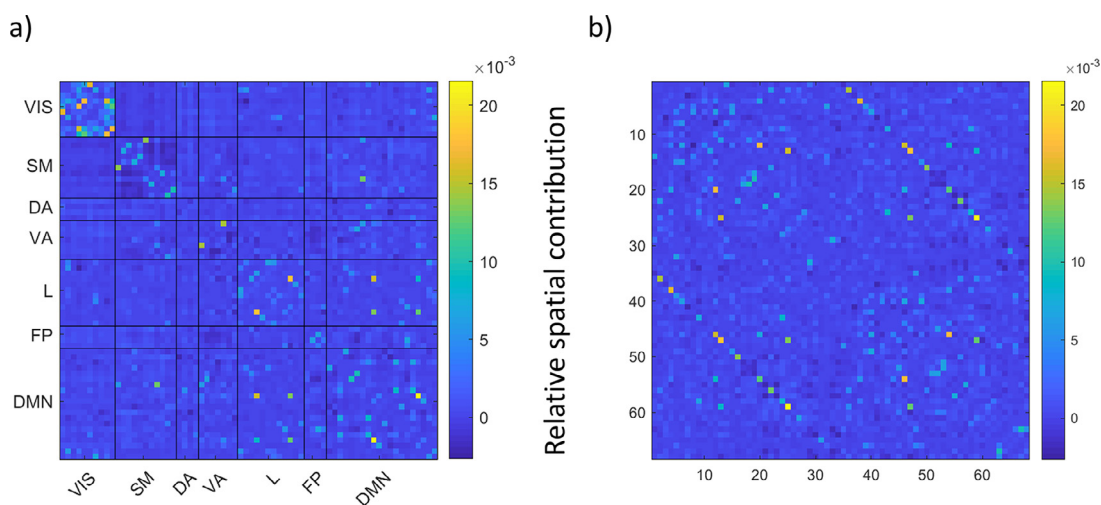 a)
×10⁻³
VIS
SM
DA
VA
L
FP
DMN
VIS SM DA VA L FP DMN
20
15
10
5
0
Relative spatial contribution
b)
×10⁻³
10
20
30
40
50
60
10 20 30 40 50 60
20
15
10
5
0